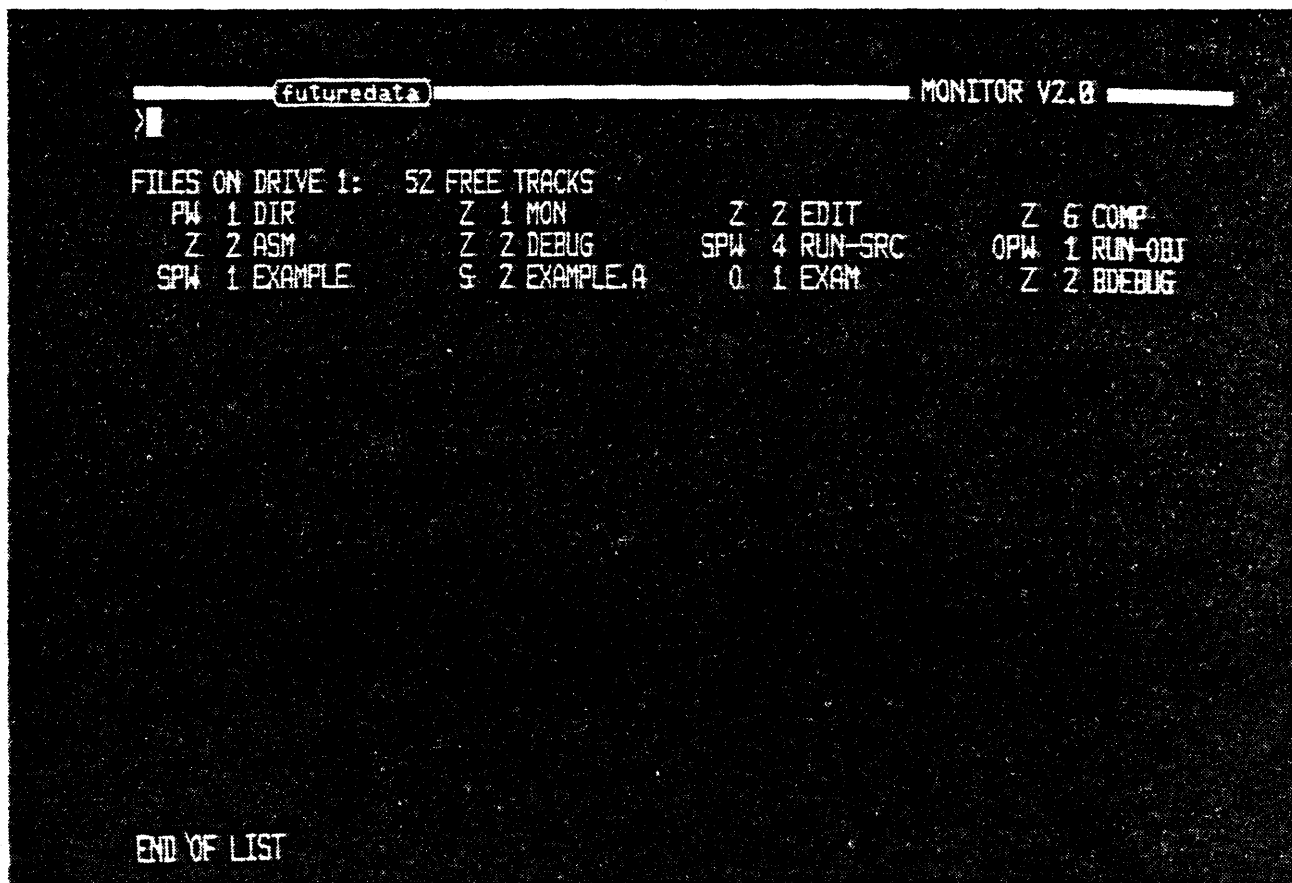 futuredata MONITOR V2.0
>
FILES ON DRIVE 1: 52 FREE TRACKS
PW 1 DIR Z 1 MON Z 2 EDIT Z 6 COMP
Z 2 ASM Z 2 DEBUG SPW 4 RUN-SRC OPW 1 RUN-OBJ
SPW 1 EXAMPLE S 2 EXAMPLE.A O 1 EXAM Z 2 BDEBUG
END OF LIST